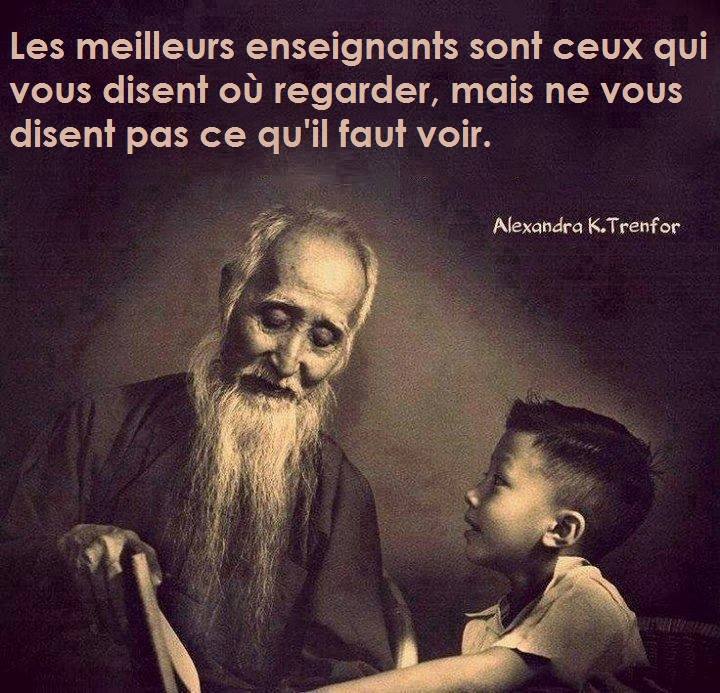 Les meilleurs enseignants sont ceux qui
vous disent où regarder, mais ne vous
disent pas ce qu'il faut voir.
Alexandra K.Trenfor